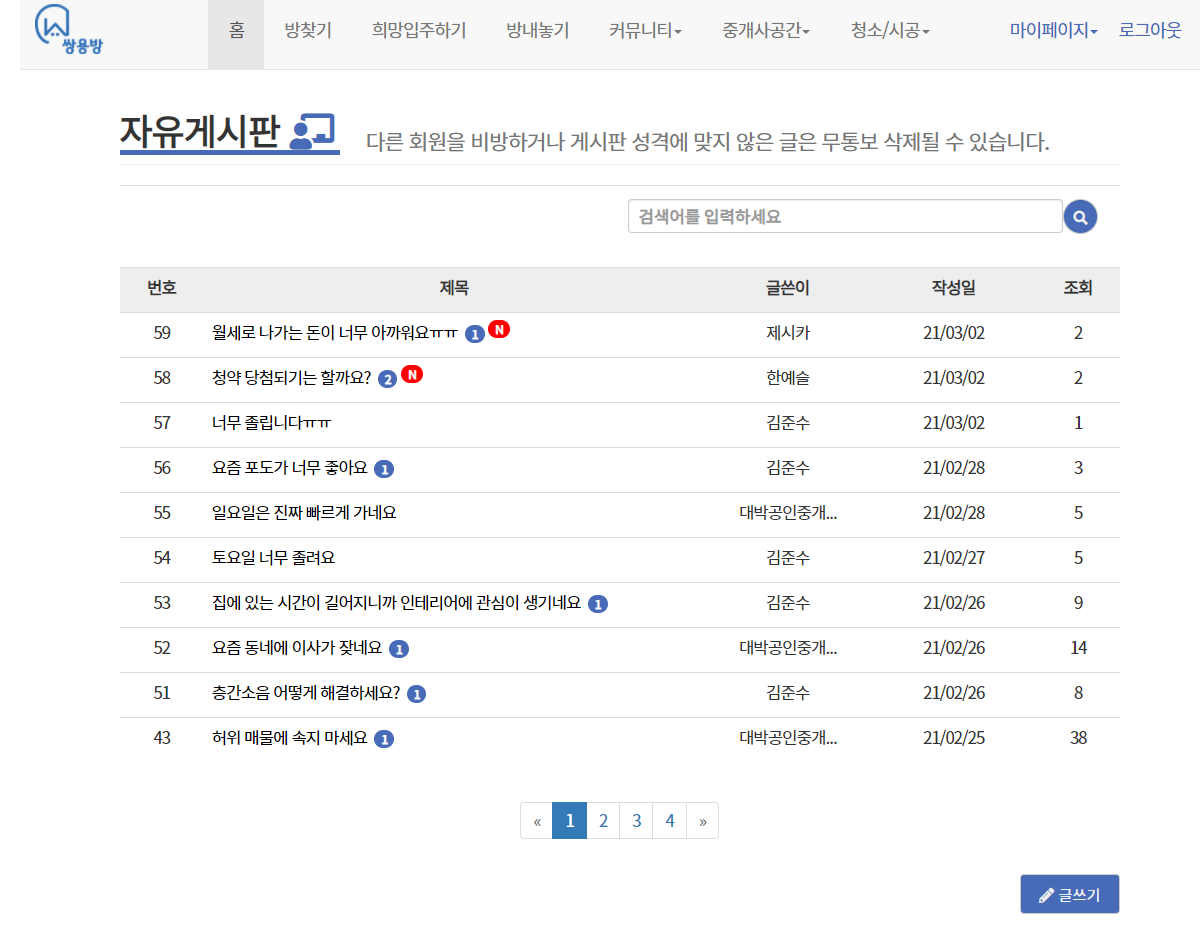 쌍용방 홈 방찾기 희망입주하기 방내놓기 커뮤니티 중개사공간 청소/시공 마이페이지 로그아웃
자유게시판 다른 회원을 비방하거나 게시판 성격에 맞지 않은 글은 무통보 삭제될 수 있습니다.
검색어를 입력하세요
번호 제목 글쓴이 작성일 조회
59 월세로 나가는 돈이 너무 아까워요ㅠㅠ 1 N 제시카 21/03/02 2
58 청약 당첨되기는 할까요? 2 N 한예슬 21/03/02 2
57 너무 졸립니다ㅠㅠ 김준수 21/03/02 1
56 요즘 포도가 너무 좋아요 1 김준수 21/02/28 3
55 일요일은 진짜 빠르게 가네요 대박공인중개... 21/02/28 5
54 토요일 너무 졸려요 김준수 21/02/27 5
53 집에 있는 시간이 길어지니까 인테리어에 관심이 생기네요 1 김준수 21/02/26 9
52 요즘 동네에 이사가 잦네요 1 대박공인중개... 21/02/26 14
51 층간소음 어떻게 해결하세요? 1 김준수 21/02/26 8
43 허위 매물에 속지 마세요 1 대박공인중개... 21/02/25 38
« 1 2 3 4 »
글쓰기